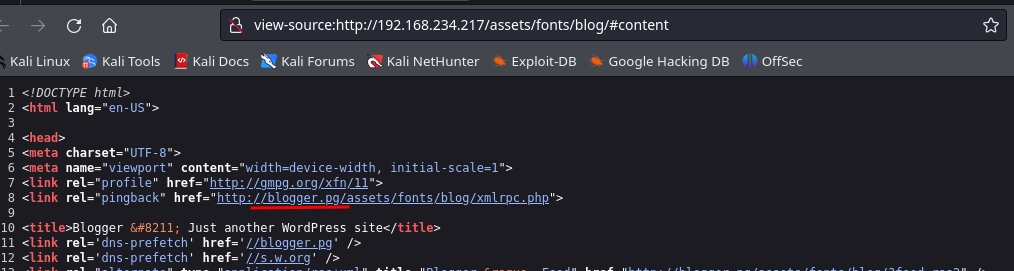 view-source:http://192.168.234.217/assets/fonts/blog/#content
Kali Linux Kali Tools Kali Docs Kali Forums Kali NetHunter Exploit-DB Google Hacking DB OffSec
1 <!DOCTYPE html>
2 <html lang="en-US">
3
4 <head>
5 <meta charset="UTF-8">
6 <meta name="viewport" content="width=device-width, initial-scale=1">
7 <link rel="profile" href="http://gmpg.org/xfn/11">
8 <link rel="pingback" href="http://blogger.pg/assets/fonts/blog/xmlrpc.php">
9
10 <title>Blogger &#8211; Just another WordPress site</title>
11 <link rel='dns-prefetch' href='//blogger.pg' />
12 <link rel='dns-prefetch' href='//s.w.org' />